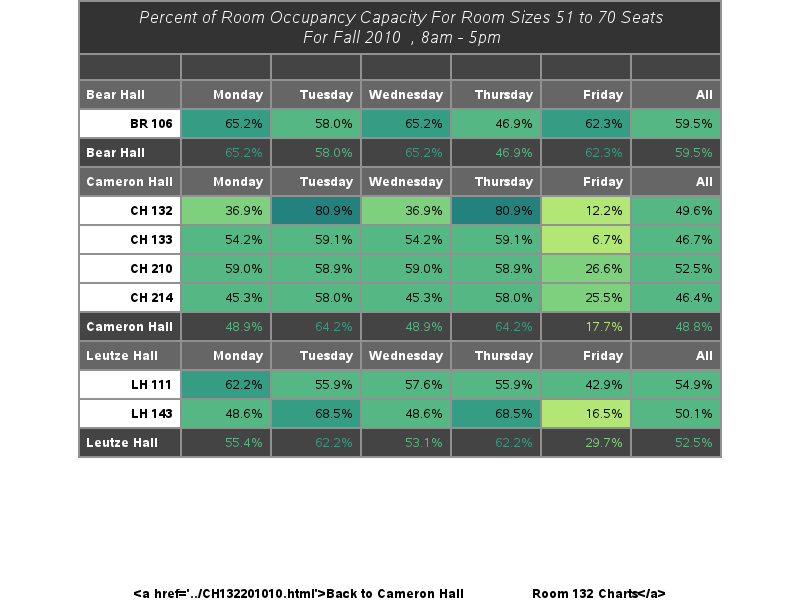 Percent of Room Occupancy Capacity For Room Sizes 51 to 70 Seats
For Fall 2010 , 8am - 5pm
Bear Hall Monday Tuesday Wednesday Thursday Friday All
BR 106 65.2% 58.0% 65.2% 46.9% 62.3% 59.5%
Bear Hall 65.2% 58.0% 65.2% 46.9% 62.3% 59.5%
Cameron Hall Monday Tuesday Wednesday Thursday Friday All
CH 132 36.9% 80.9% 36.9% 80.9% 12.2% 49.6%
CH 133 54.2% 59.1% 54.2% 59.1% 6.7% 46.7%
CH 210 59.0% 58.9% 59.0% 58.9% 26.6% 52.5%
CH 214 45.3% 58.0% 45.3% 58.0% 25.5% 46.4%
Cameron Hall 48.9% 64.2% 48.9% 64.2% 17.7% 48.8%
Leutze Hall Monday Tuesday Wednesday Thursday Friday All
LH 111 62.2% 55.9% 57.6% 55.9% 42.9% 54.9%
LH 143 48.6% 68.5% 48.6% 68.5% 16.5% 50.1%
Leutze Hall 55.4% 62.2% 53.1% 62.2% 29.7% 52.5%
<a href='../CH132201010.html'>Back to Cameron Hall Room 132 Charts</a>